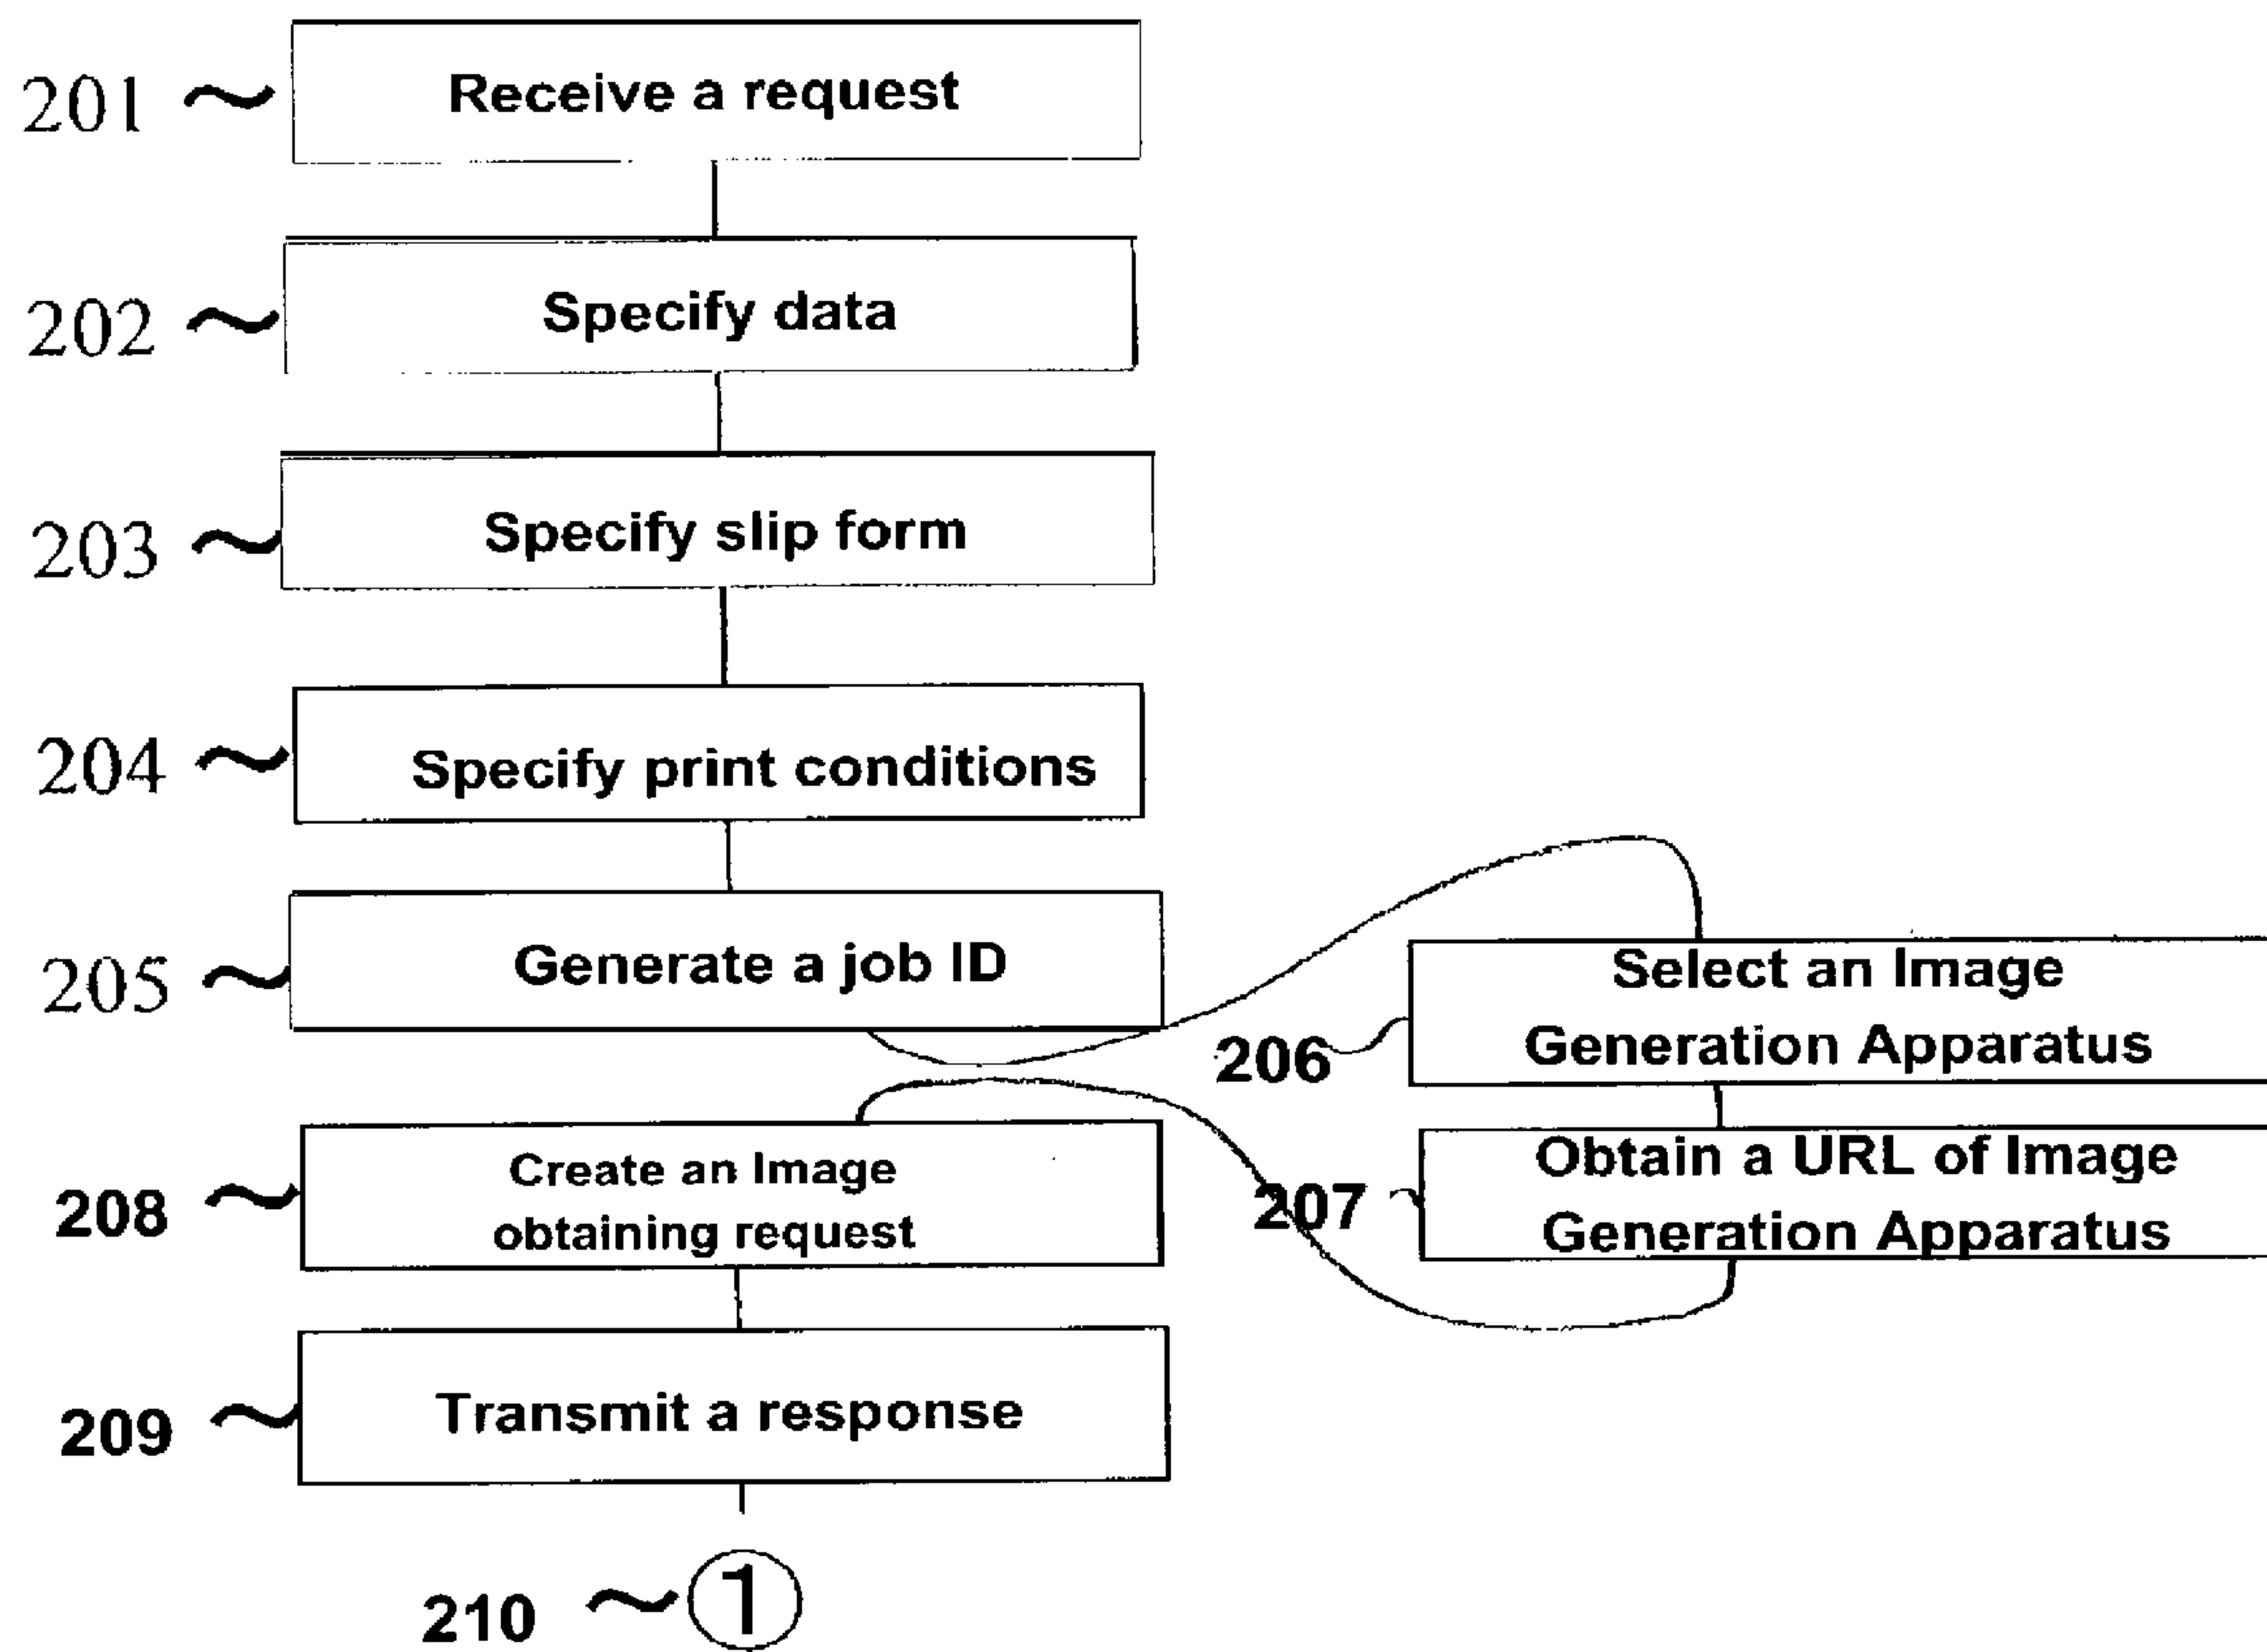 201
Receive a request
202
Specify data
203
Specify slip form
204
Specify print conditions
205
Generate a job ID
206
Select an Image
Generation Apparatus
207
Obtain a URL of Image
Generation Apparatus
208
Create an Image
obtaining request
209
Transmit a response
210
1